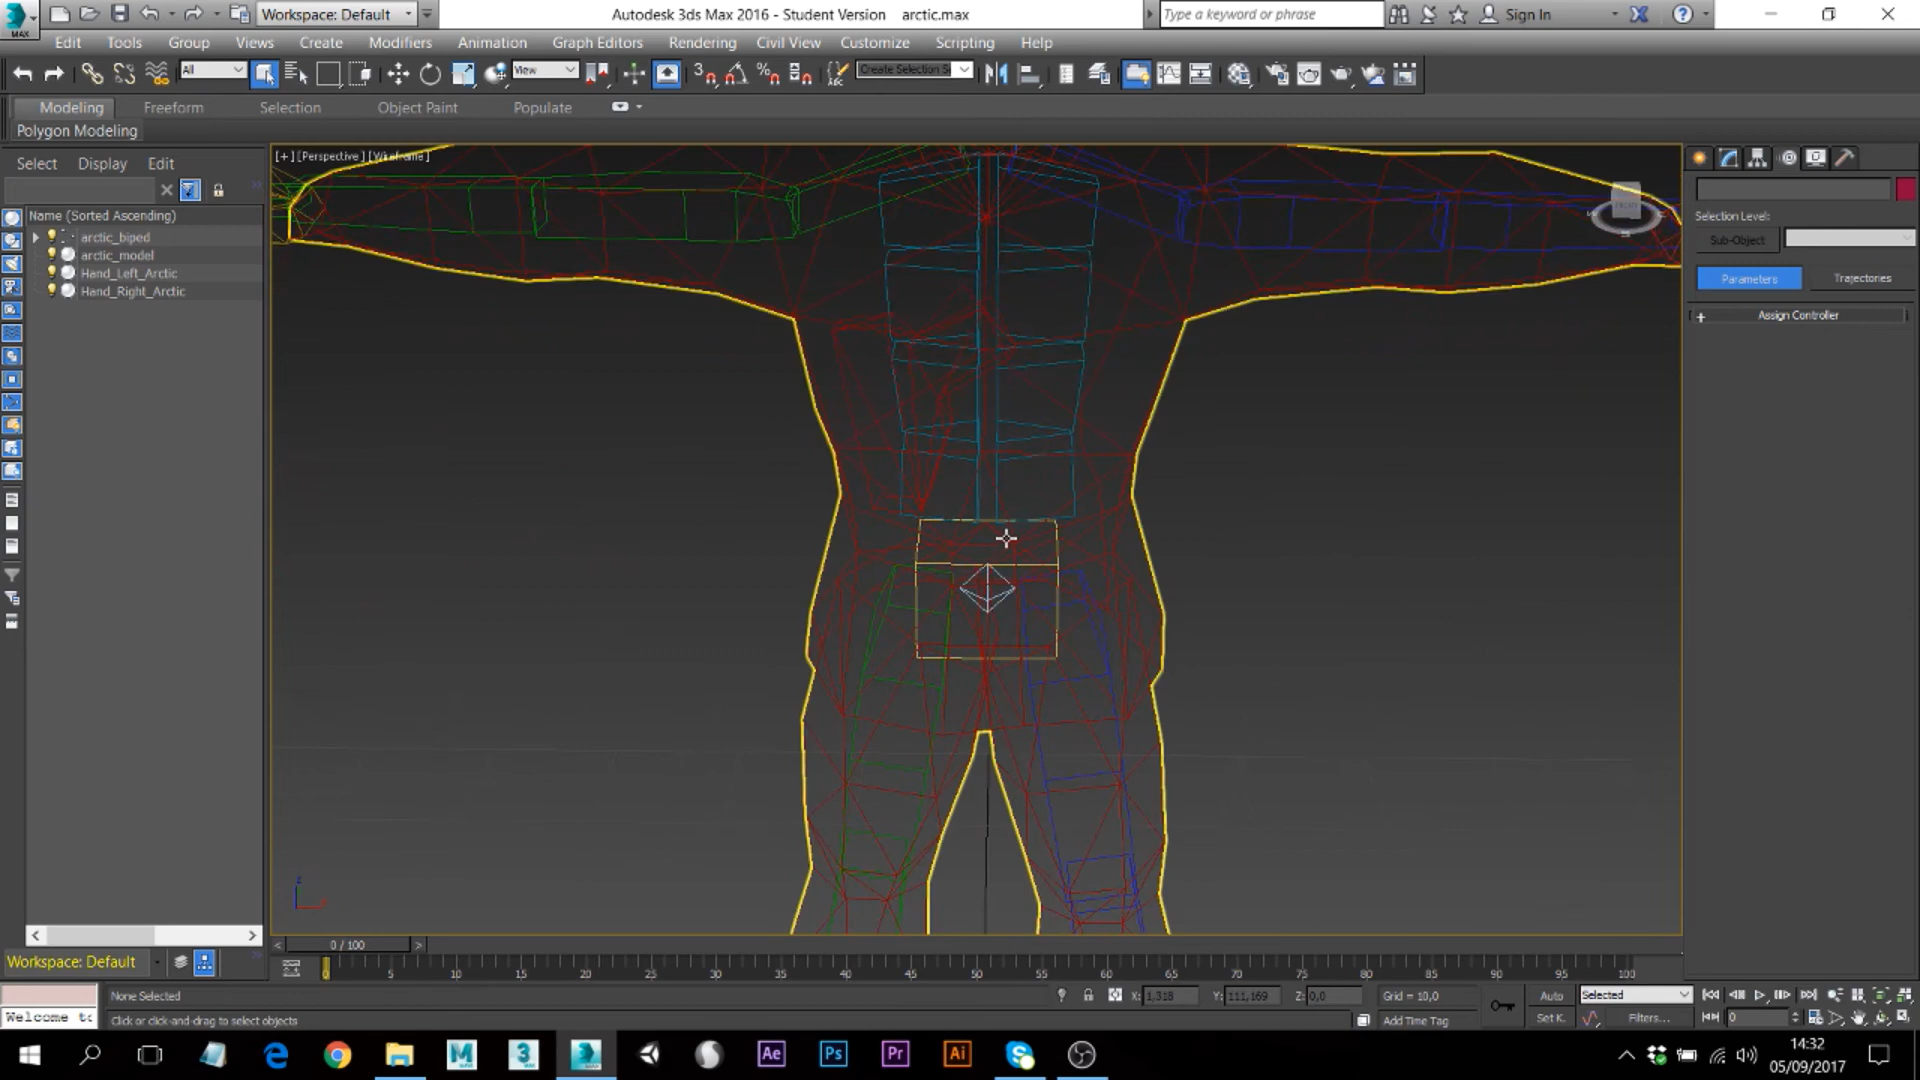 MAX
Workspace: Default
Autodesk 3ds Max 2016 - Student Version arctic.max
Type a keyword or phrase
Sign In
Edit Tools Group Views Create Modifiers Animation Graph Editors Rendering Civil View Customize Scripting Help
All
View
Create Selection S
Modeling Freeform Selection Object Paint Populate
Polygon Modeling
Select Display Edit
Name (Sorted Ascending)
arctic_biped
arctic_model
Hand_Left_Arctic
Hand_Right_Arctic
[+] [Perspective] [Wireframe]
Selection Level:
Sub-Object
Parameters Trajectories
+ Assign Controller
< 0 / 100 >
Workspace: Default
0 5 10 15 20 25 30 35 40 45 50 55 60 65 70 75 80 85 90 95 100
None Selected
X: 1,318 Y: 111,169 Z: 0,0 Grid = 10,0
Auto Selected
Welcome to
Click or click-and-drag to select objects
Add Time Tag
Set K. Filters... 0
Ae Ps Pr Ai
14:32
05/09/2017